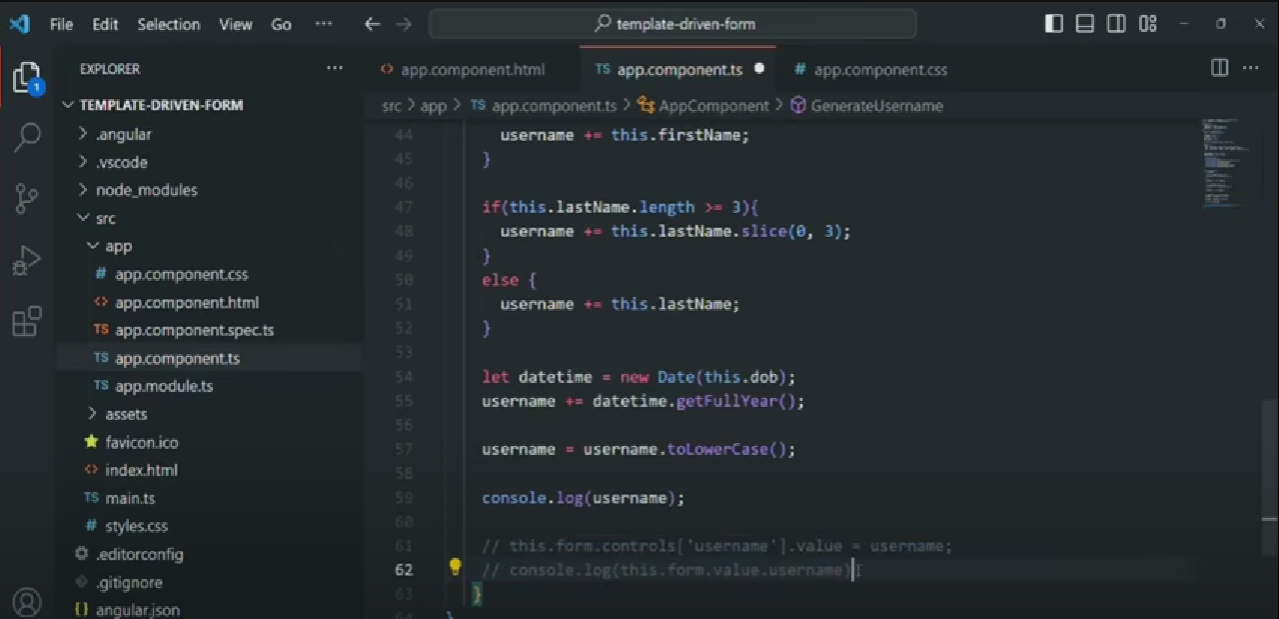 File Edit Selection View Go ··· template-driven-form
EXPLORER ···
app.component.html
TS app.component.ts
# app.component.css
TEMPLATE-DRIVEN-FORM
src > app > TS app.component.ts > AppComponent > GenerateUsername
.angular
.vscode
node_modules
src
app
# app.component.css
<> app.component.html
TS app.component.spec.ts
TS app.component.ts
TS app.module.ts
assets
favicon.ico
<> index.html
TS main.ts
# styles.css
.editorconfig
.gitignore
{} angular.json
1
44 username += this.firstName;
45 }
46
47 if(this.lastName.length >= 3){
48 username += this.lastName.slice(0, 3);
49 }
50 else {
51 username += this.lastName;
52 }
53
54 let datetime = new Date(this.dob);
55 username += datetime.getFullYear();
56
57 username = username.toLowerCase();
58
59 console.log(username);
60
61 // this.form.controls['username'].value = username;
62 // console.log(this.form.value.username)
63 }
64 }